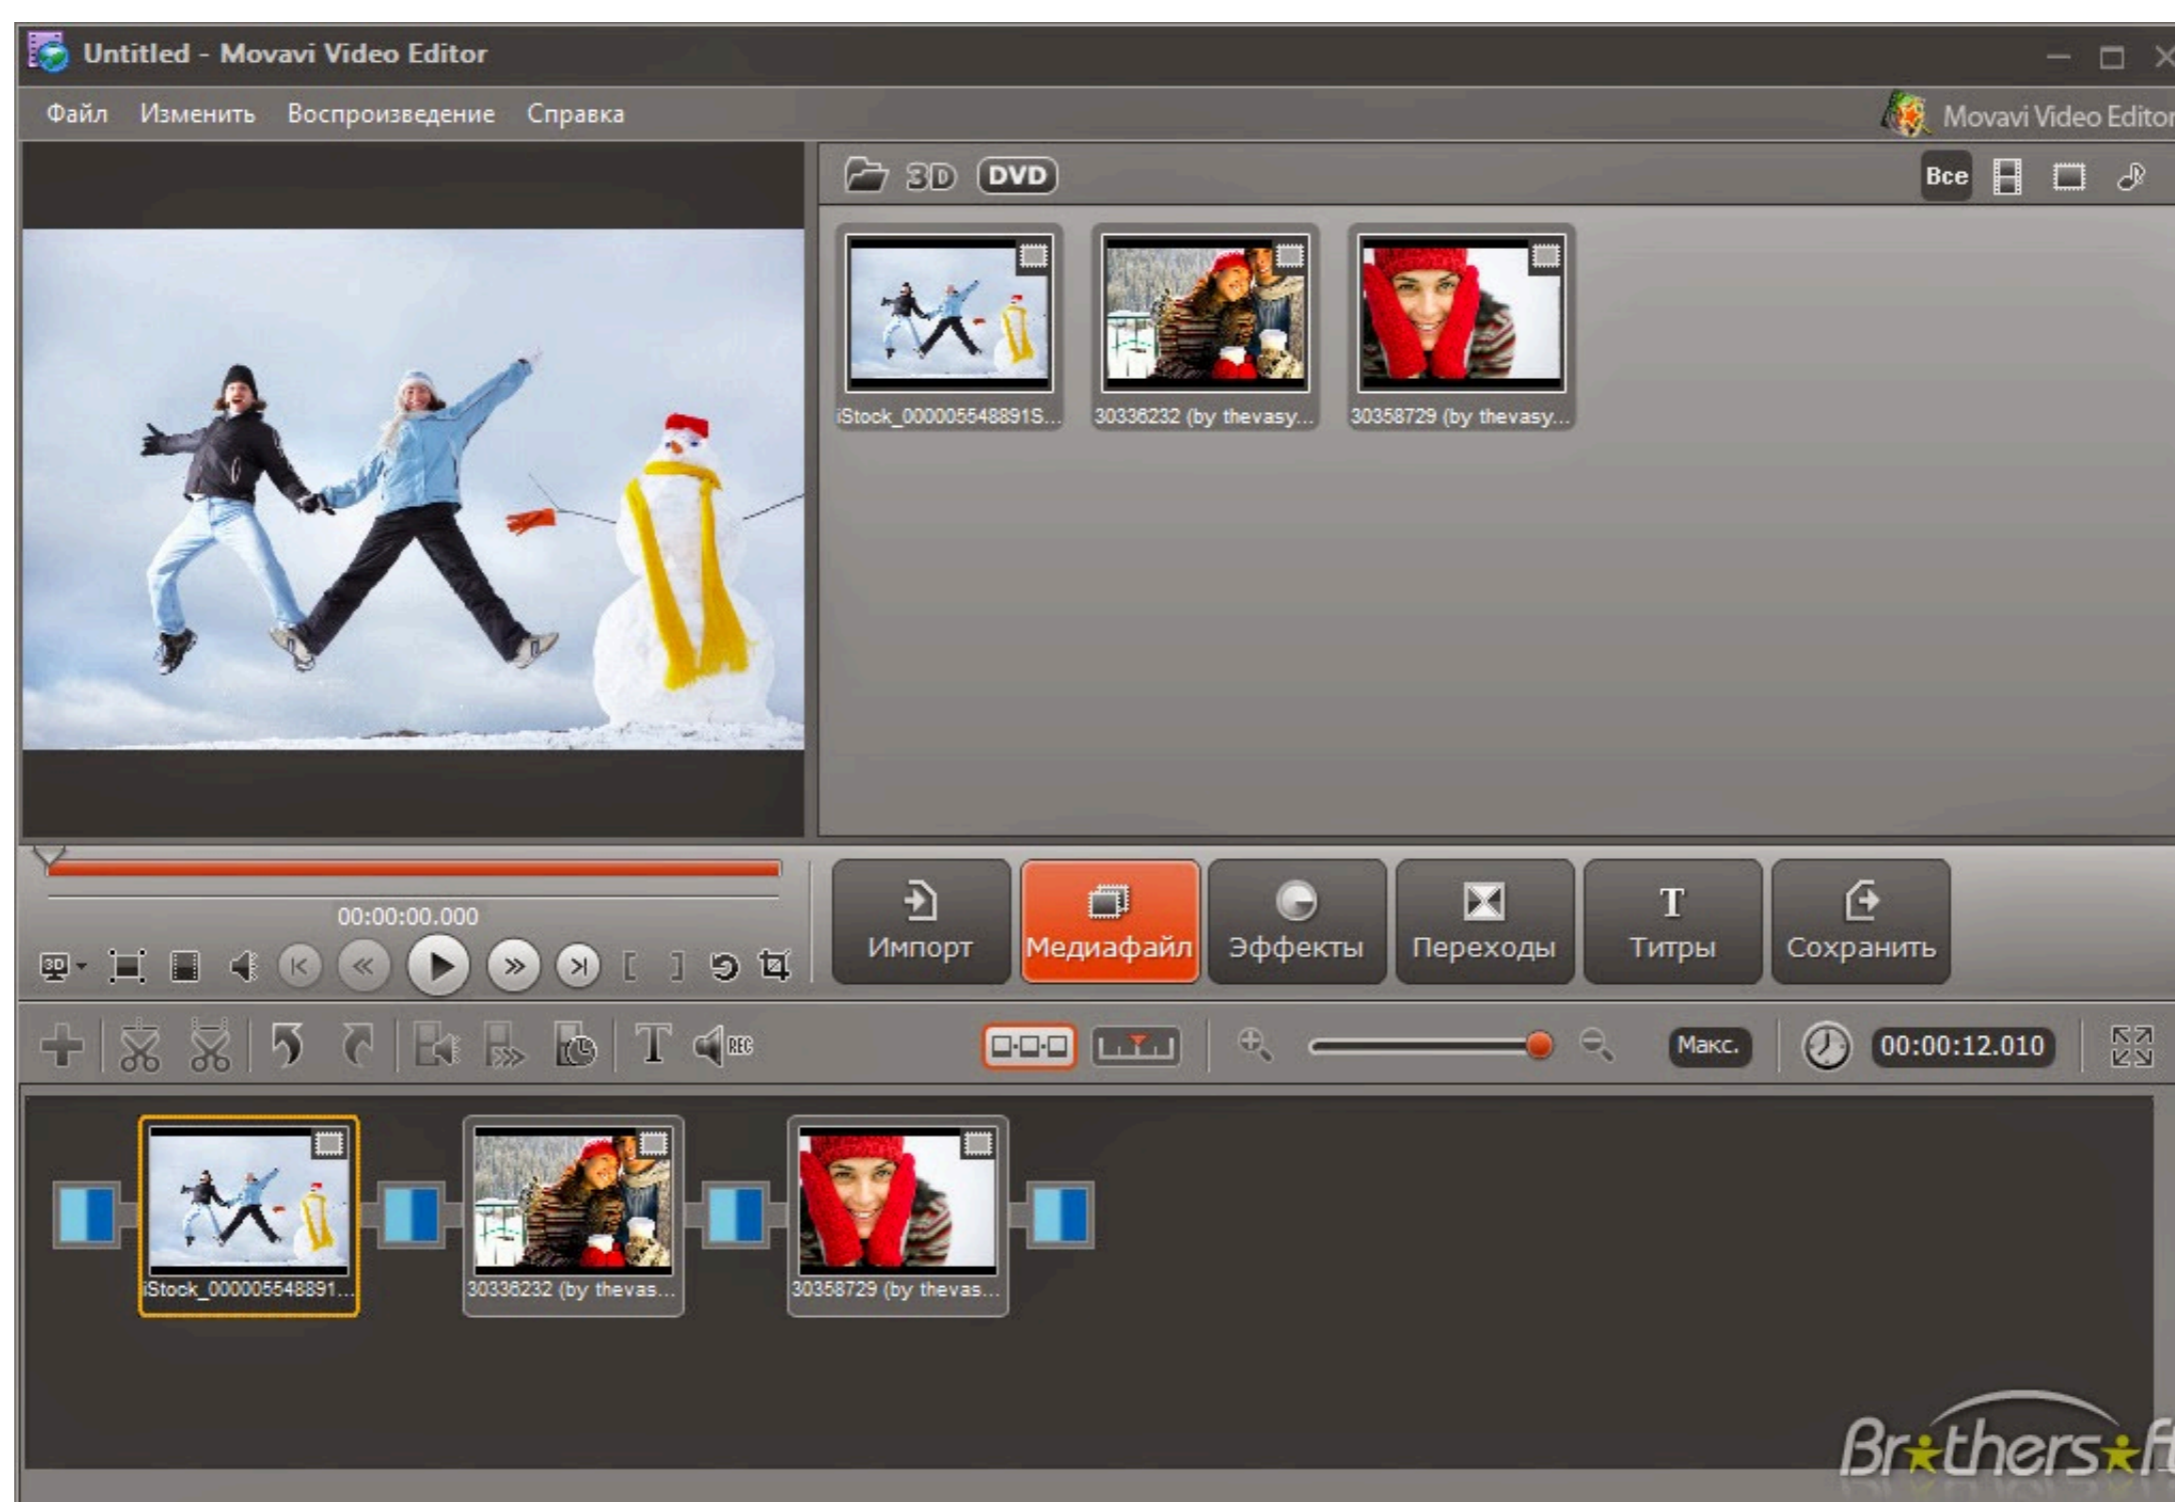 Untitled - Movavi Video Editor
Файл Изменить Воспроизведение Справка
Movavi Video Editor
3D DVD
Все
iStock_000005548891S...
30336232 (by thevasy...
30358729 (by thevasy...
00:00:00.000
3D
Импорт
Медиафайл
Эффекты
Переходы
T
Титры
Сохранить
T
REC
Макс.
00:00:12.010
iStock_000005548891...
30336232 (by thevas...
30358729 (by thevas...
Brothersoft